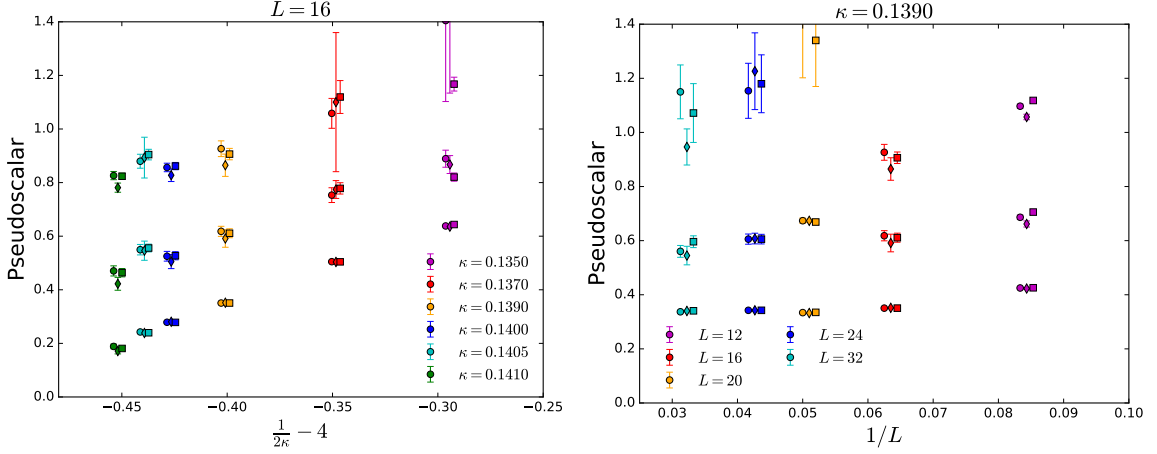 L = 16
1.4
1.2
1.0
0.8
0.6
0.4
0.2
0.0
Pseudoscalar
κ = 0.1350
κ = 0.1370
κ = 0.1390
κ = 0.1400
κ = 0.1405
κ = 0.1410
−0.45 −0.40 −0.35 −0.30 −0.25
1/2κ − 4
κ = 0.1390
1.4
1.2
1.0
0.8
0.6
0.4
0.2
0.0
Pseudoscalar
L = 12 L = 24
L = 16 L = 32
L = 20
0.03 0.04 0.05 0.06 0.07 0.08 0.09 0.10
1/L